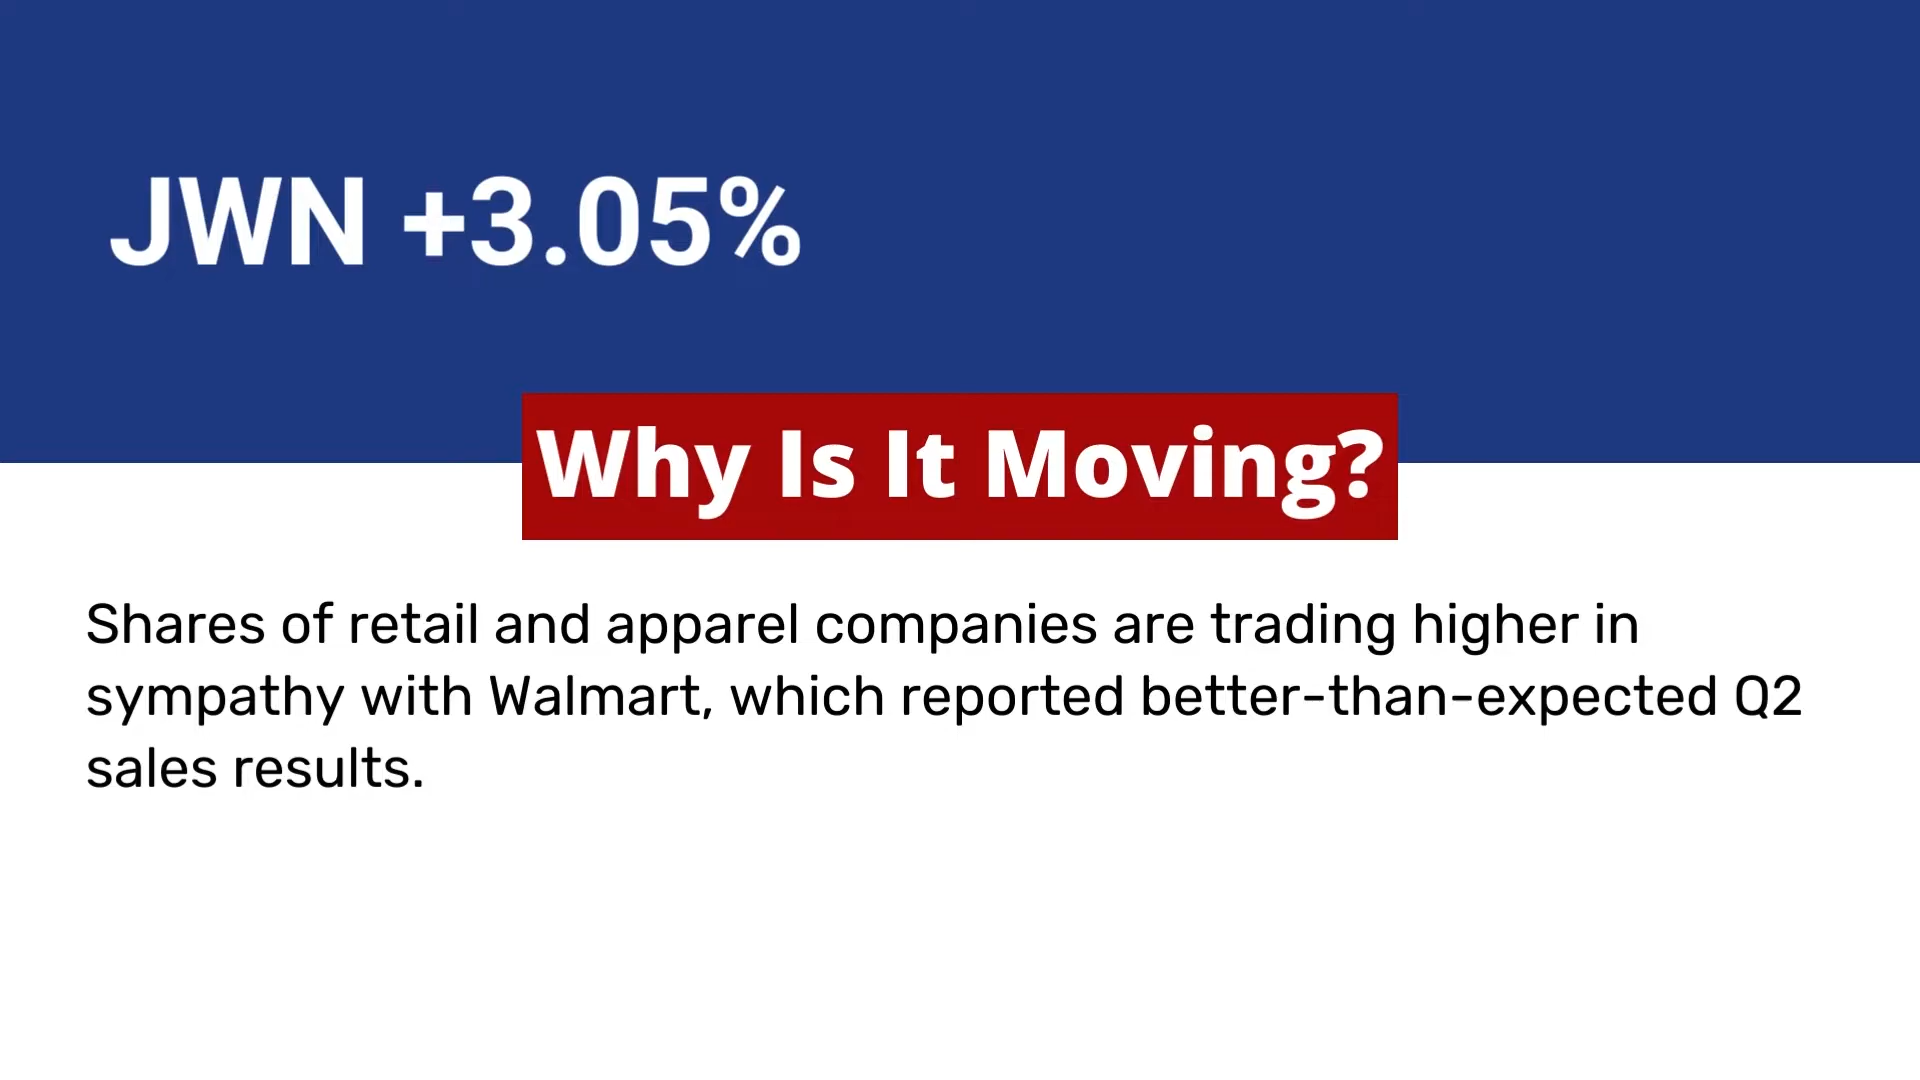 JWN +3.05%
Why Is It Moving?
Shares of retail and apparel companies are trading higher in
sympathy with Walmart, which reported better-than-expected Q2
sales results.